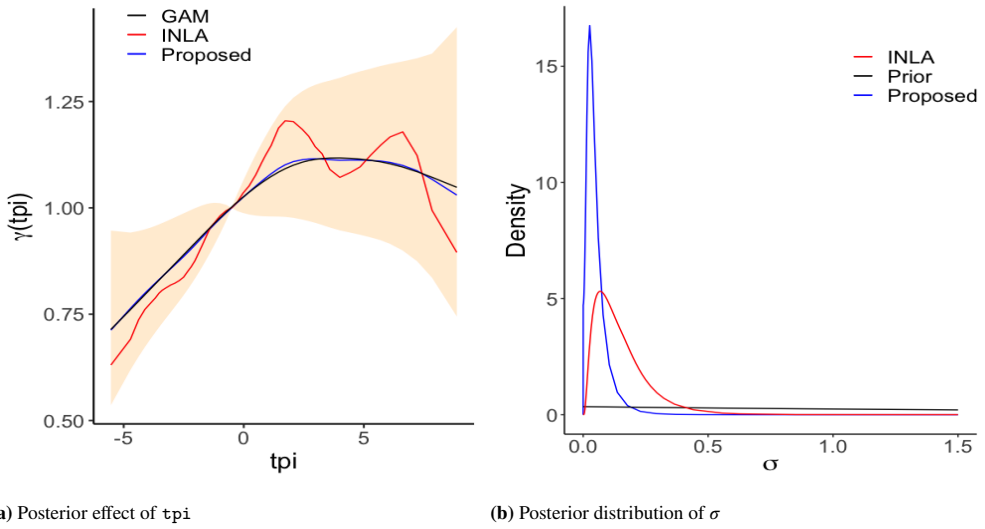 GAM
INLA
Proposed
1.25
1.00
0.75
0.50
γ(tpi)
-5
0
5
tpi
INLA
Prior
Proposed
15
10
5
0
Density
0.0
0.5
1.0
1.5
σ
a) Posterior effect of tpi
(b) Posterior distribution of σ